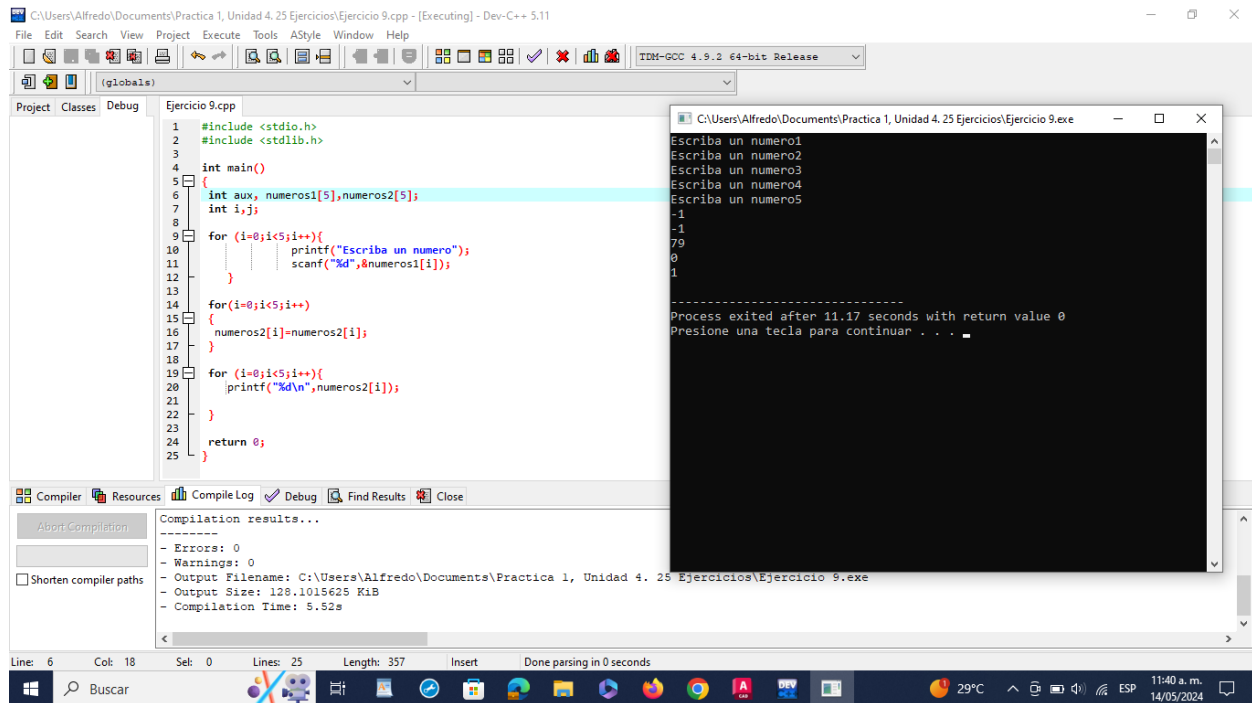 C:\Users\Alfredo\Documents\Practica 1, Unidad 4. 25 Ejercicios\Ejercicio 9.cpp - [Executing] - Dev-C++ 5.11
File Edit Search View Project Execute Tools AStyle Window Help
TDM-GCC 4.9.2 64-bit Release
(globals)
Project Classes Debug
Ejercicio 9.cpp
1 #include <stdio.h>
2 #include <stdlib.h>
3
4 int main()
5 {
6 int aux, numeros1[5],numeros2[5];
7 int i,j;
8
9 for (i=0;i<5;i++){
10 printf("Escriba un numero");
11 scanf("%d",&numeros1[i]);
12 }
13
14 for(i=0;i<5;i++)
15 {
16 numeros2[i]=numeros2[i];
17 }
18
19 for (i=0;i<5;i++){
20 printf("%d\n",numeros2[i]);
21
22 }
23
24 return 0;
25 }
C:\Users\Alfredo\Documents\Practica 1, Unidad 4. 25 Ejercicios\Ejercicio 9.exe
Escriba un numero1
Escriba un numero2
Escriba un numero3
Escriba un numero4
Escriba un numero5
-1
-1
79
0
1
--------------------------------
Process exited after 11.17 seconds with return value 0
Presione una tecla para continuar . . .
Compiler Resources Compile Log Debug Find Results Close
Abort Compilation
Shorten compiler paths
Compilation results...
--------
- Errors: 0
- Warnings: 0
- Output Filename: C:\Users\Alfredo\Documents\Practica 1, Unidad 4. 25 Ejercicios\Ejercicio 9.exe
- Output Size: 128.1015625 KiB
- Compilation Time: 5.52s
Line: 6 Col: 18 Sel: 0 Lines: 25 Length: 357 Insert Done parsing in 0 seconds
Buscar
DEV
1
29°C
ESP
11:40 a. m.
14/05/2024